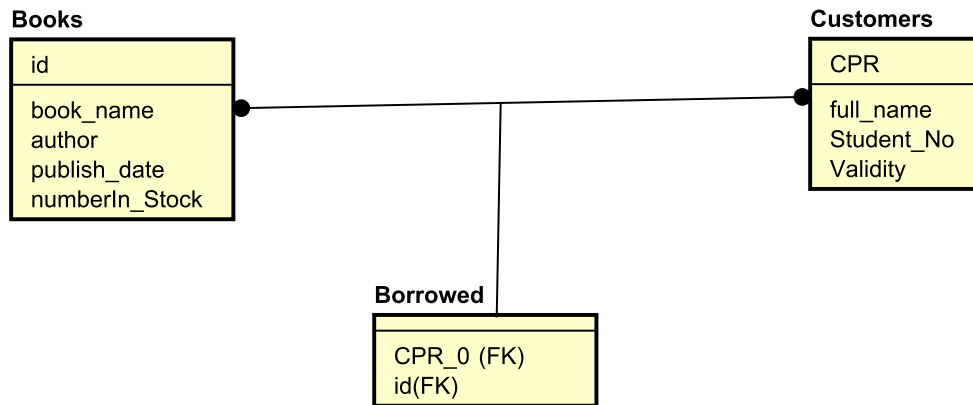 Books
id
book_name
author
publish_date
numberIn_Stock
Customers
CPR
full_name
Student_No
Validity
Borrowed
CPR_0 (FK)
id(FK)